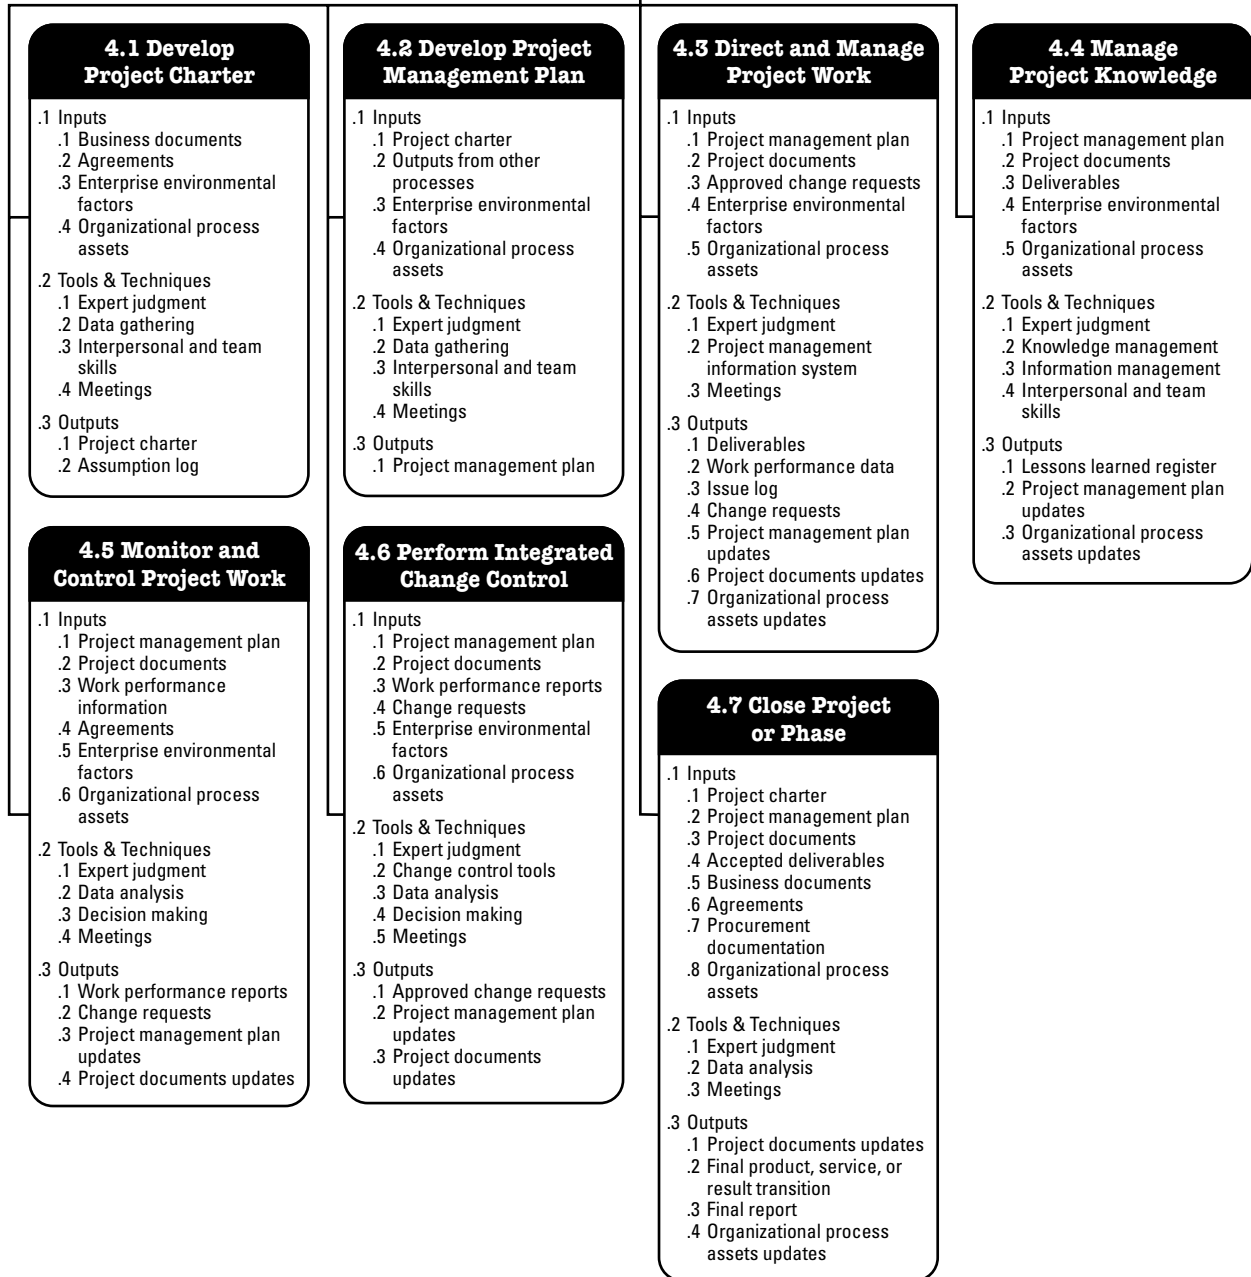 4.1 Develop
Project Charter
.1 Inputs
.1 Business documents
.2 Agreements
.3 Enterprise environmental
factors
.4 Organizational process
assets
.2 Tools & Techniques
.1 Expert judgment
.2 Data gathering
.3 Interpersonal and team
skills
.4 Meetings
.3 Outputs
.1 Project charter
.2 Assumption log
4.2 Develop Project
Management Plan
.1 Inputs
.1 Project charter
.2 Outputs from other
processes
.3 Enterprise environmental
factors
.4 Organizational process
assets
.2 Tools & Techniques
.1 Expert judgment
.2 Data gathering
.3 Interpersonal and team
skills
.4 Meetings
.3 Outputs
.1 Project management plan
4.3 Direct and Manage
Project Work
.1 Inputs
.1 Project management plan
.2 Project documents
.3 Approved change requests
.4 Enterprise environmental
factors
.5 Organizational process
assets
.2 Tools & Techniques
.1 Expert judgment
.2 Project management
information system
.3 Meetings
.3 Outputs
.1 Deliverables
.2 Work performance data
.3 Issue log
.4 Change requests
.5 Project management plan
updates
.6 Project documents updates
.7 Organizational process
assets updates
4.4 Manage
Project Knowledge
.1 Inputs
.1 Project management plan
.2 Project documents
.3 Deliverables
.4 Enterprise environmental
factors
.5 Organizational process
assets
.2 Tools & Techniques
.1 Expert judgment
.2 Knowledge management
.3 Information management
.4 Interpersonal and team
skills
.3 Outputs
.1 Lessons learned register
.2 Project management plan
updates
.3 Organizational process
assets updates
4.5 Monitor and
Control Project Work
.1 Inputs
.1 Project management plan
.2 Project documents
.3 Work performance
information
.4 Agreements
.5 Enterprise environmental
factors
.6 Organizational process
assets
.2 Tools & Techniques
.1 Expert judgment
.2 Data analysis
.3 Decision making
.4 Meetings
.3 Outputs
.1 Work performance reports
.2 Change requests
.3 Project management plan
updates
.4 Project documents updates
4.6 Perform Integrated
Change Control
.1 Inputs
.1 Project management plan
.2 Project documents
.3 Work performance reports
.4 Change requests
.5 Enterprise environmental
factors
.6 Organizational process
assets
.2 Tools & Techniques
.1 Expert judgment
.2 Change control tools
.3 Data analysis
.4 Decision making
.5 Meetings
.3 Outputs
.1 Approved change requests
.2 Project management plan
updates
.3 Project documents
updates
4.7 Close Project
or Phase
.1 Inputs
.1 Project charter
.2 Project management plan
.3 Project documents
.4 Accepted deliverables
.5 Business documents
.6 Agreements
.7 Procurement
documentation
.8 Organizational process
assets
.2 Tools & Techniques
.1 Expert judgment
.2 Data analysis
.3 Meetings
.3 Outputs
.1 Project documents updates
.2 Final product, service, or
result transition
.3 Final report
.4 Organizational process
assets updates